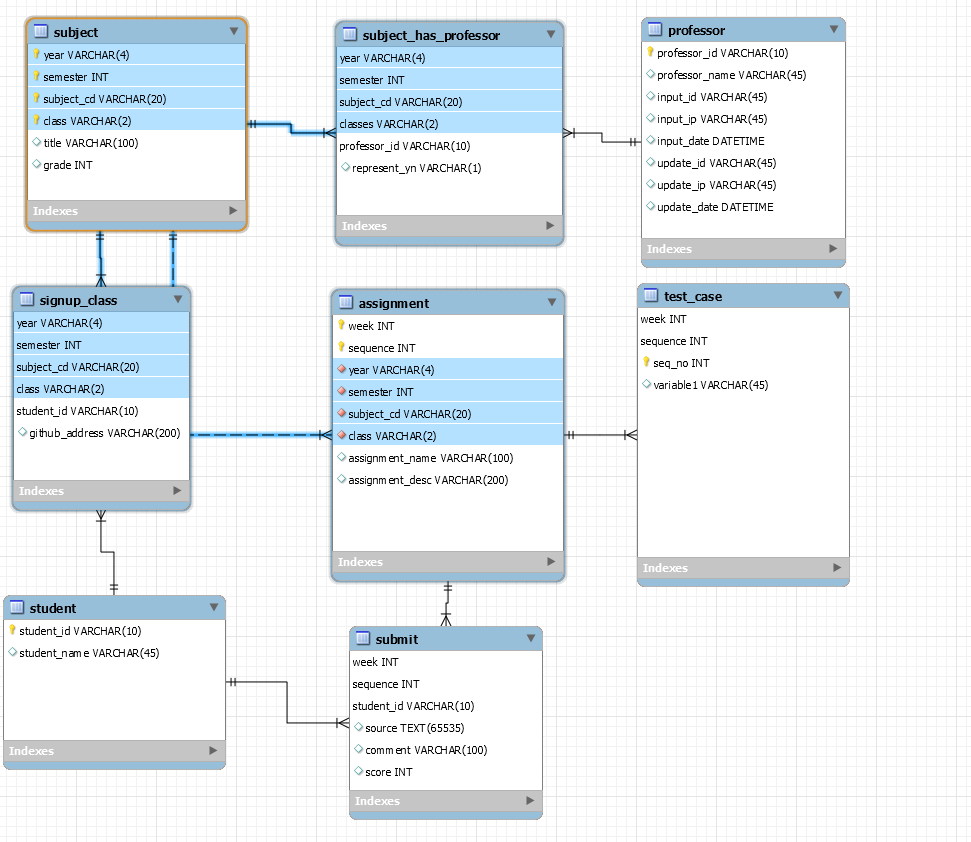 subject
year VARCHAR(4)
semester INT
subject_cd VARCHAR(20)
class VARCHAR(2)
title VARCHAR(100)
grade INT
Indexes
subject_has_professor
year VARCHAR(4)
semester INT
subject_cd VARCHAR(20)
classes VARCHAR(2)
professor_id VARCHAR(10)
represent_yn VARCHAR(1)
Indexes
professor
professor_id VARCHAR(10)
professor_name VARCHAR(45)
input_id VARCHAR(45)
input_ip VARCHAR(45)
input_date DATETIME
update_id VARCHAR(45)
update_ip VARCHAR(45)
update_date DATETIME
Indexes
signup_class
year VARCHAR(4)
semester INT
subject_cd VARCHAR(20)
class VARCHAR(2)
student_id VARCHAR(10)
github_address VARCHAR(200)
Indexes
assignment
week INT
sequence INT
year VARCHAR(4)
semester INT
subject_cd VARCHAR(20)
class VARCHAR(2)
assignment_name VARCHAR(100)
assignment_desc VARCHAR(200)
Indexes
test_case
week INT
sequence INT
seq_no INT
variable1 VARCHAR(45)
Indexes
student
student_id VARCHAR(10)
student_name VARCHAR(45)
Indexes
submit
week INT
sequence INT
student_id VARCHAR(10)
source TEXT(65535)
comment VARCHAR(100)
score INT
Indexes